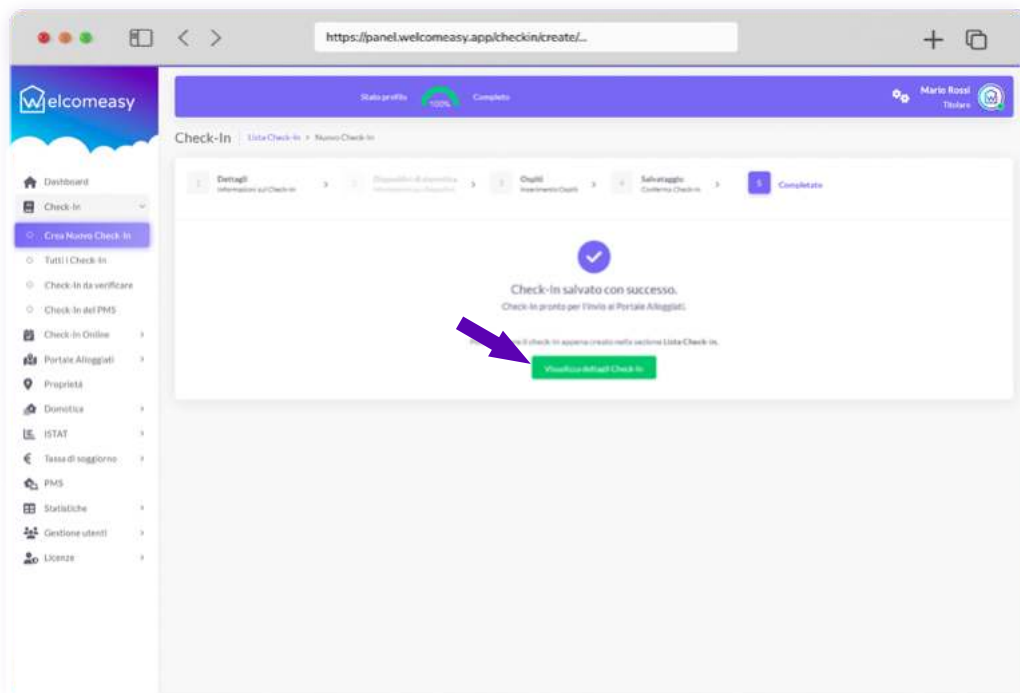 https://panel.welcomeasy.app/checkin/create/...
Welcomeasy
Stato profilo 100% Completo
Mario Rossi
Titolare
Check-In Lista Check-In > Nuovo Check-In
1 Dettagli
Informazioni sul Check-In
2 Dispositivi di domotica
3 Ospiti
Inserimento Ospiti
4 Salvataggio
Conferma Check-In
5 Completato
Dashboard
Check-In
Crea Nuovo Check-In
Tutti i Check-In
Check-In da verificare
Check-In del PMS
Check-In Online
Portale Alloggiati
Proprietà
Domotica
ISTAT
Tassa di soggiorno
PMS
Statistiche
Gestione utenti
Licenze
Check-In salvato con successo.
Check-In pronto per l'invio al Portale Alloggiati.
il check-in appena creato nella sezione Lista Check-in.
Visualizza dettagli Check-In